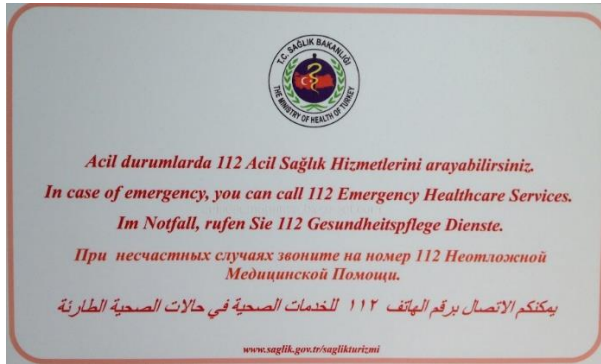 T.C. SAĞLIK BAKANLIĞI
THE MINISTRY OF HEALTH OF TURKEY
Acil durumlarda 112 Acil Sağlık Hizmetlerini arayabilirsiniz.
In case of emergency, you can call 112 Emergency Healthcare Services.
Im Notfall, rufen Sie 112 Gesundheitspflege Dienste.
При несчастных случаях звоните на номер 112 Неотложной
Медицинской Помощи.
يمكنكم الاتصال برقم الهاتف ١١٢ للخدمات الصحية في حالات الصحية الطارئة
www.saglik.gov.tr/saglikturizmi